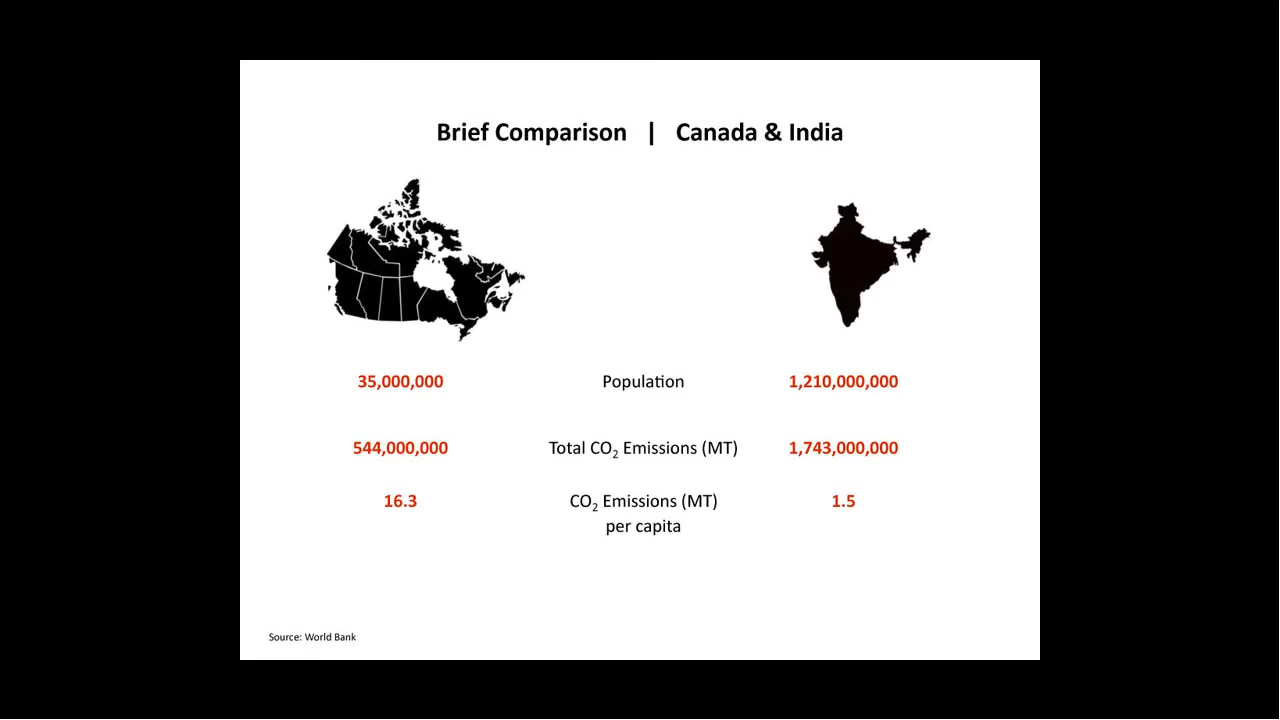 Brief Comparison | Canada & India
35,000,000 Population 1,210,000,000
544,000,000 Total CO₂ Emissions (MT) 1,743,000,000
16.3 CO₂ Emissions (MT) 1.5
per capita
Source: World Bank